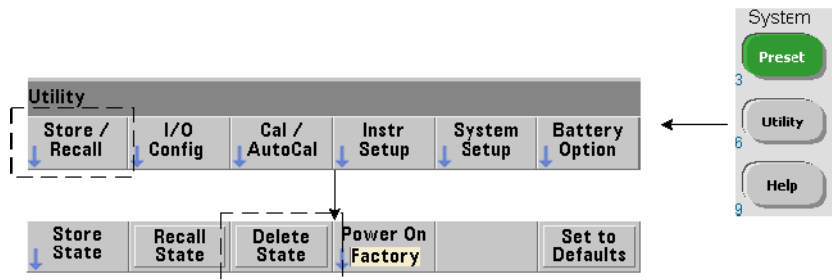 System
Preset
3
Utility
6
Help
9
Utility
Store / Recall
I/O Config
Cal / AutoCal
Instr Setup
System Setup
Battery Option
Store State
Recall State
Delete State
Power On Factory
Set to Defaults